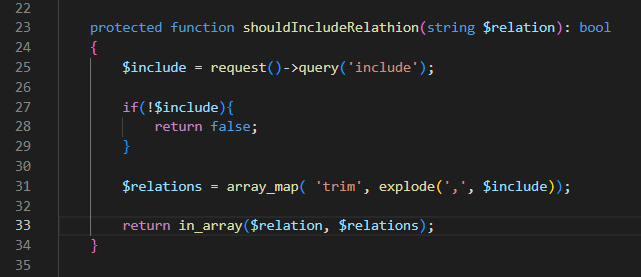 22
23 protected function shouldIncludeRelathion(string $relation): bool
24 {
25 $include = request()->query('include');
26
27 if(!$include){
28 return false;
29 }
30
31 $relations = array_map( 'trim', explode(',', $include));
32
33 return in_array($relation, $relations);
34 }
35